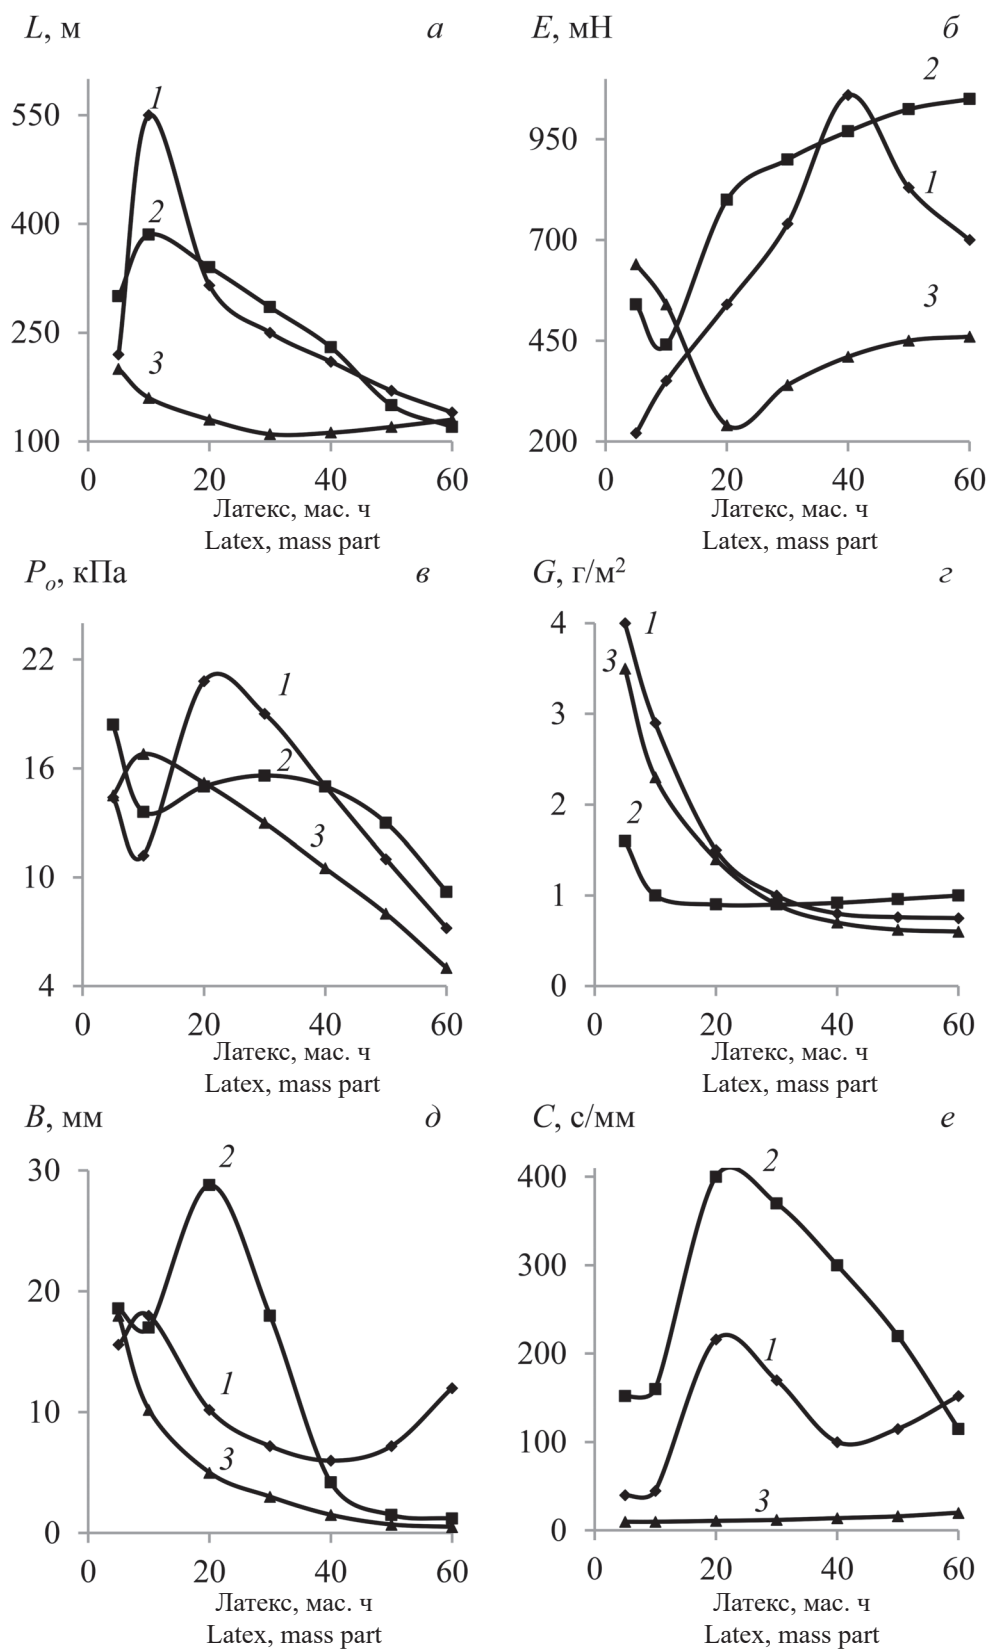 L, м а
1
550
2
400
250
3
100
0 20 40 60
Латекс, мас. ч
Latex, mass part
E, мН б
2
950
1
700
3
450
200
0 20 40 60
Латекс, мас. ч
Latex, mass part
Pₒ, кПа в
22
1
16
2
3
10
4
0 20 40 60
Латекс, мас. ч
Latex, mass part
G, г/м² г
4
1
3
3
2
2
1
0
0 20 40 60
Латекс, мас. ч
Latex, mass part
B, мм д
30
2
20
1
10
3
0
0 20 40 60
Латекс, мас. ч
Latex, mass part
C, с/мм е
2
400
300
200
1
100
3
0
0 20 40 60
Латекс, мас. ч
Latex, mass part